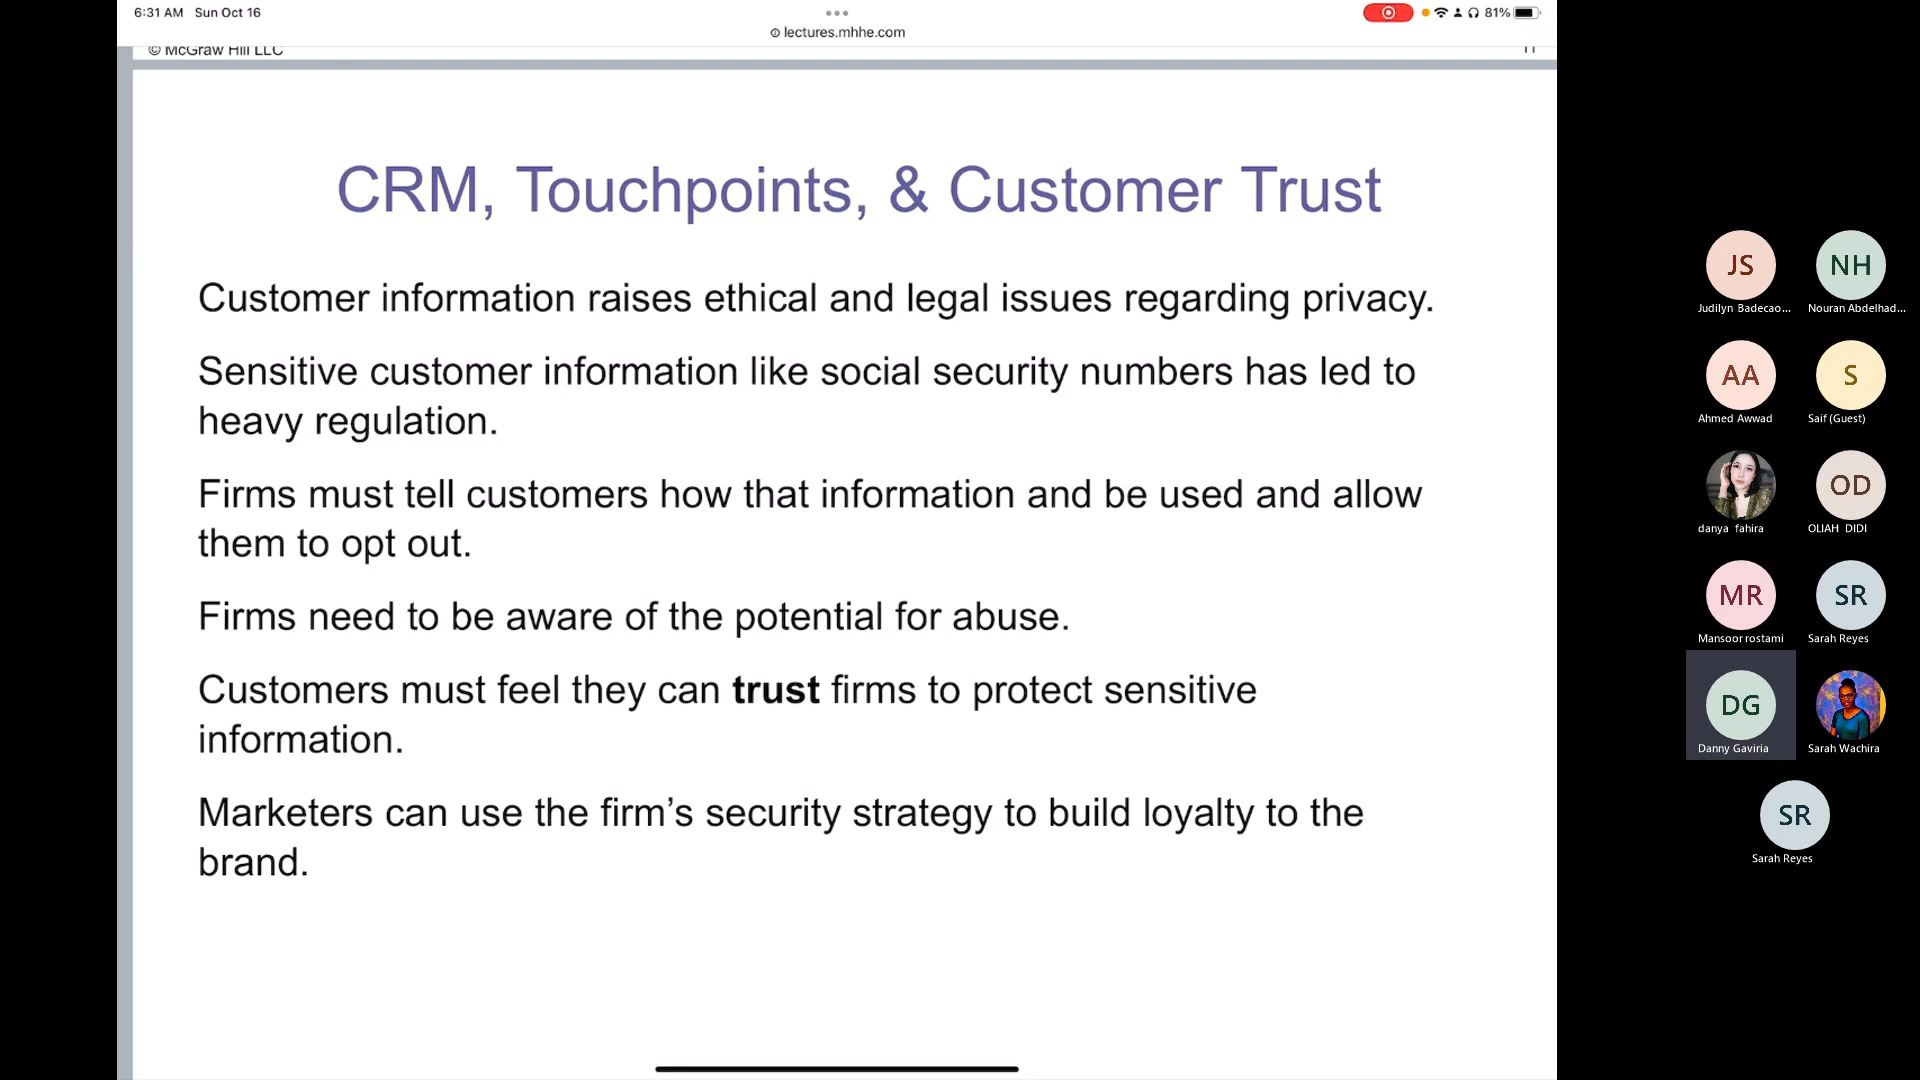 6:31 AM Sun Oct 16
81%
lectures.mhhe.com
© McGraw Hill LLC
CRM, Touchpoints, & Customer Trust
Customer information raises ethical and legal issues regarding privacy.
Sensitive customer information like social security numbers has led to
heavy regulation.
Firms must tell customers how that information and be used and allow
them to opt out.
Firms need to be aware of the potential for abuse.
Customers must feel they can trust firms to protect sensitive
information.
Marketers can use the firm’s security strategy to build loyalty to the
brand.
JS
NH
Judilyn Badecao...
Nouran Abdelhad...
AA
S
Ahmed Awwad
Saif (Guest)
OD
danya fahira
OLIAH DIDI
MR
SR
Mansoor rostami
Sarah Reyes
DG
Danny Gaviria
Sarah Wachira
SR
Sarah Reyes